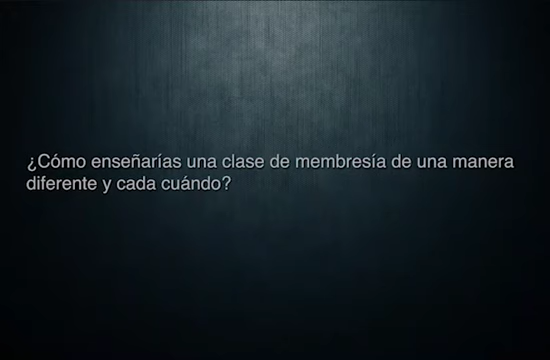 ¿Cómo enseñarías una clase de membresía de una manera
diferente y cada cuándo?